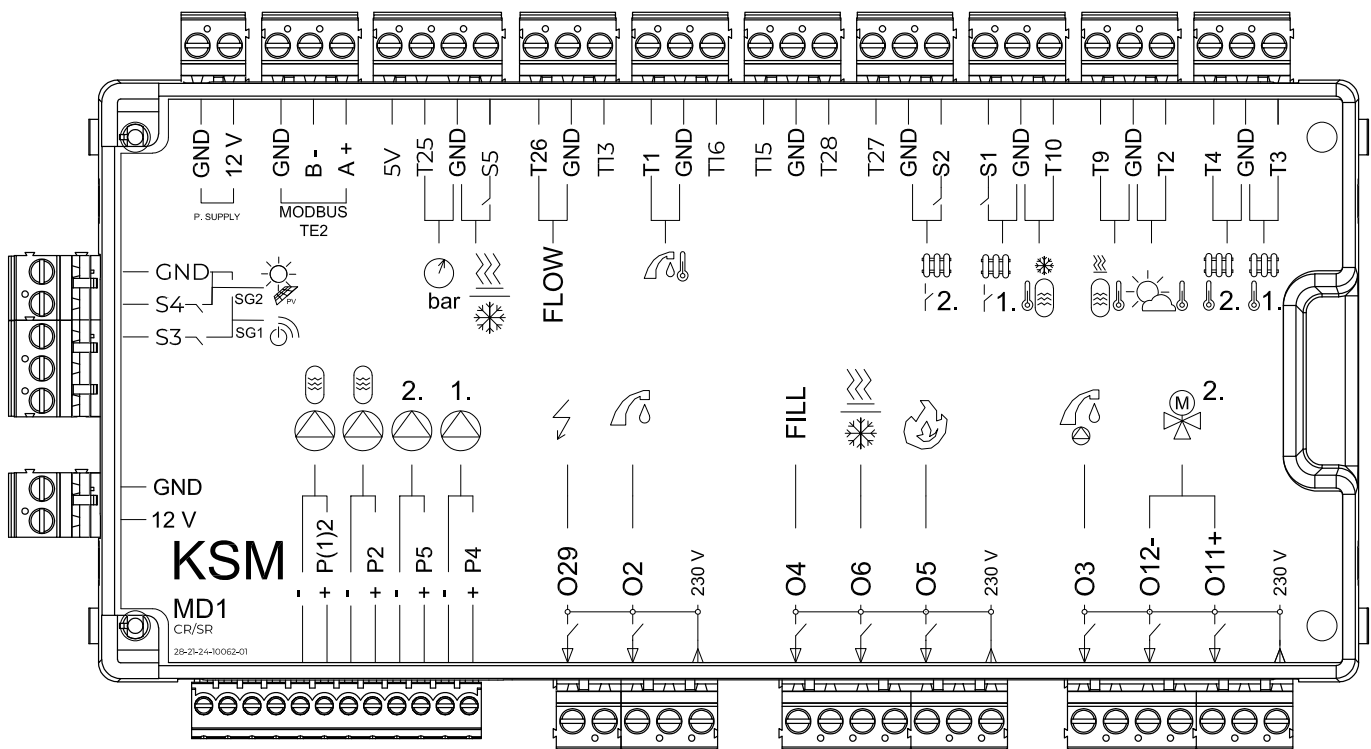 GND
12 V
P. SUPPLY
GND
B -
A +
MODBUS
TE2
5V
T25
GND
S5
bar
T26
GND
FLOW
T13
T1
GND
T16
T15
GND
T28
T27
GND
S2
2.
S1
GND
T10
1.
T9
GND
T2
T4
GND
T3
2.
1.
GND
S4
S3
SG2
SG1
PV
GND
12 V
KSM
MD1
CR/SR
28-21-24-10062-01
2.
1.
- + P(1)2
- + P2
- + P5
- + P4
O29
O2
230 V
FILL
O4
O6
O5
230 V
M
2.
O3
O12-
O11+
230 V